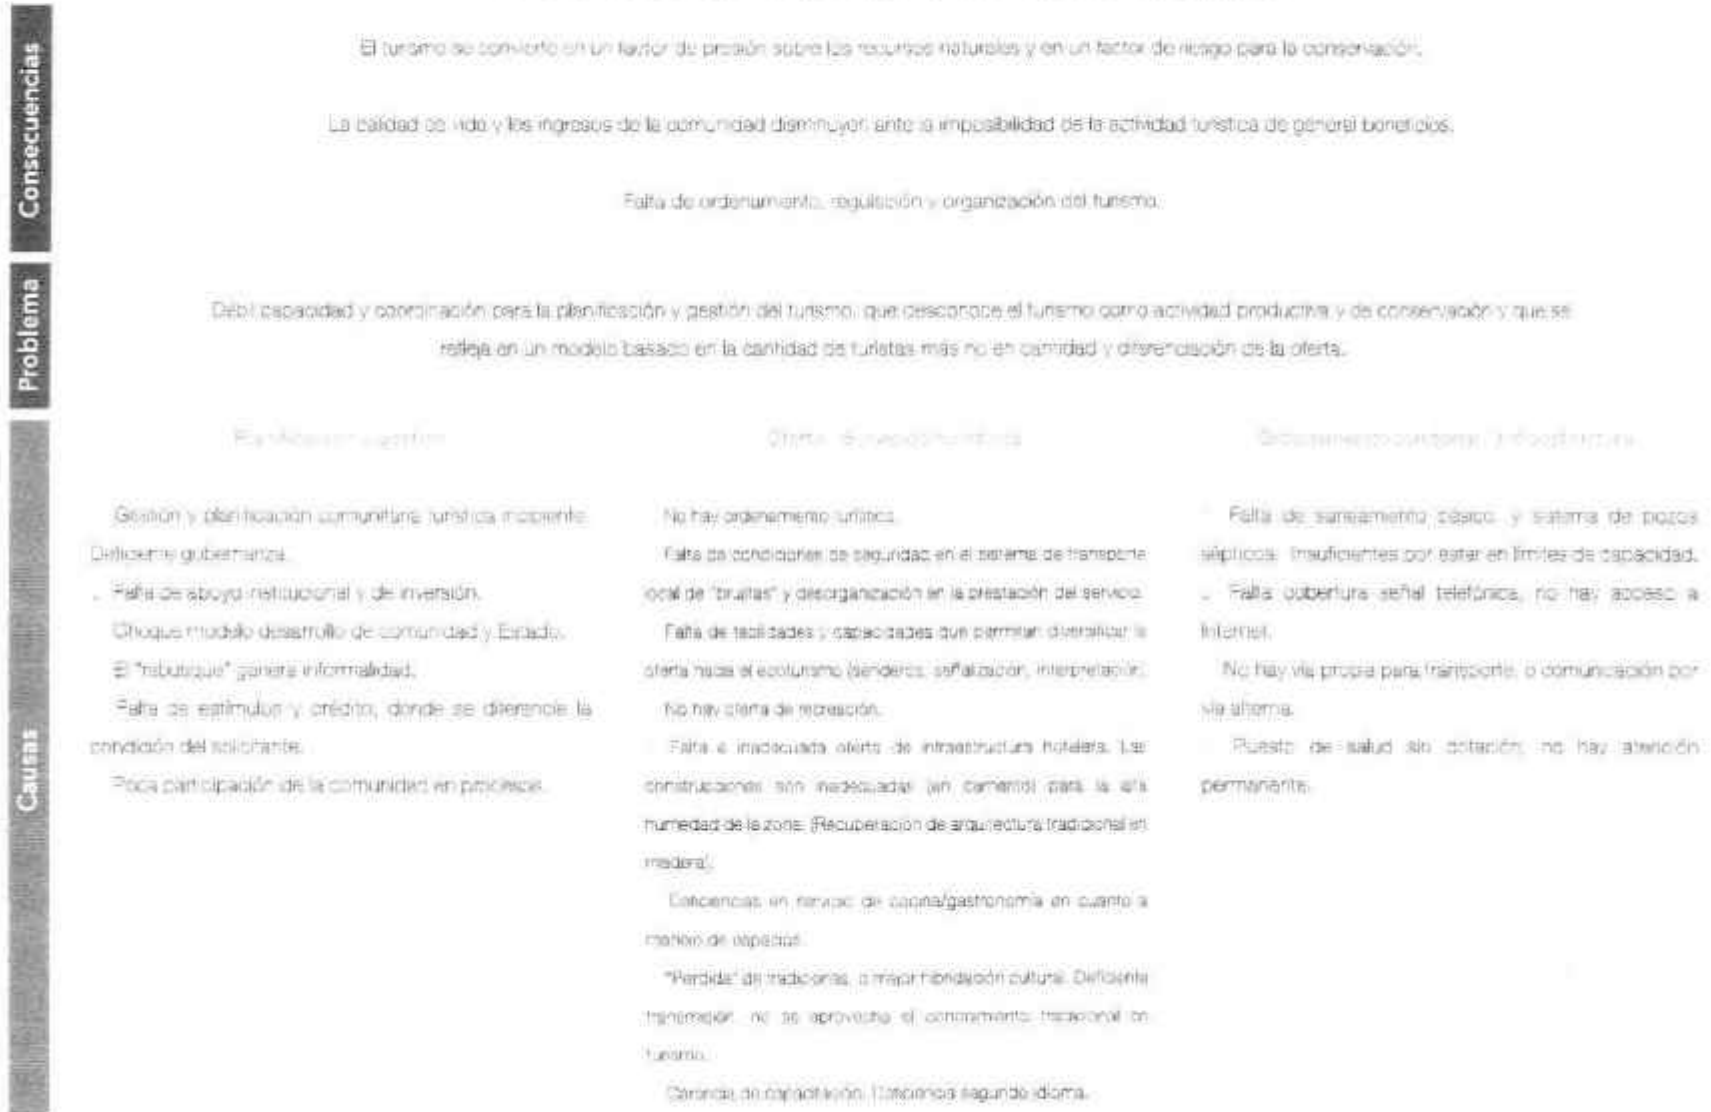 Consecuencias
El turismo se convierte en un factor de presión sobre los recursos naturales y en un factor de riesgo para la conservación.
La calidad de vida y los ingresos de la comunidad disminuyen ante la imposibilidad de la actividad turística de general beneficios.
Falta de ordenamiento, regulación y organización del turismo.
Problema
Débil capacidad y coordinación para la planificación y gestión del turismo, que desconoce el turismo como actividad productiva y de conservación y que se
refleja en un modelo basado en la cantidad de turistas más no en cantidad y diferenciación de la oferta.
Causas
Planificación y gestión
Gestión y planificación comunitaria turística incipiente.
Deficiente gubernanza.
Falta de apoyo institucional y de inversión.
Choque modelo desarrollo de comunidad y Estado.
El "rebusque" genera informalidad.
Falta de estímulos y crédito, donde se diferencie la
condición del solicitante.
Poca participación de la comunidad en procesos.
Oferta
No hay ordenamiento turístico.
Falta de condiciones de seguridad en el sistema de transporte
local de "brujitas" y desorganización en la prestación del servicio.
Falta de facilidades y capacidades que permitan diversificar la
oferta hacia el ecoturismo (senderos, señalización, interpretación).
No hay oferta de recreación.
Falta e inadecuada oferta de infraestructura hotelera. Las
construcciones son inadecuadas (en cemento) para la alta
humedad de la zona. (Recuperación de arquitectura tradicional en
madera).
Deficiencias en servicio de cocina/gastronomía en cuanto a
manejo de espacios.
"Perdida" de tradiciones, o mejor hibridación cultural. Deficiente
transmisión, no se aprovecha el conocimiento tradicional en
turismo.
Carencia de capacitación. Deficiencia segundo idioma.
Falta de saneamiento básico y sistema de pozos
sépticos. Insuficientes por estar en límites de capacidad.
Falta cobertura señal telefónica, no hay acceso a
Internet.
No hay vía propia para transporte, o comunicación por
vía alterna.
Puesto de salud sin dotación, no hay atención
permanente.